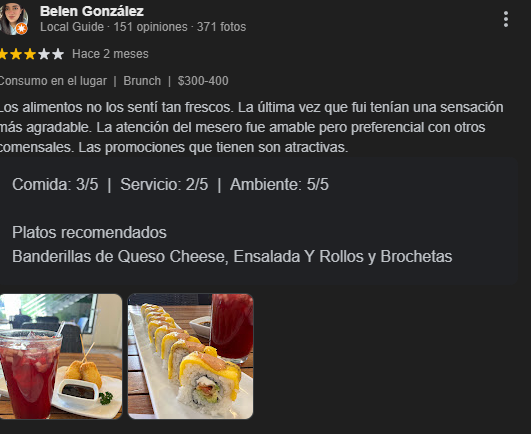 Belen González
Local Guide · 151 opiniones · 371 fotos
Hace 2 meses
Consumo en el lugar | Brunch | $300-400
Los alimentos no los sentí tan frescos. La última vez que fui tenían una sensación
más agradable. La atención del mesero fue amable pero preferencial con otros
comensales. Las promociones que tienen son atractivas.
Comida: 3/5 | Servicio: 2/5 | Ambiente: 5/5
Platos recomendados
Banderillas de Queso Cheese, Ensalada Y Rollos y Brochetas